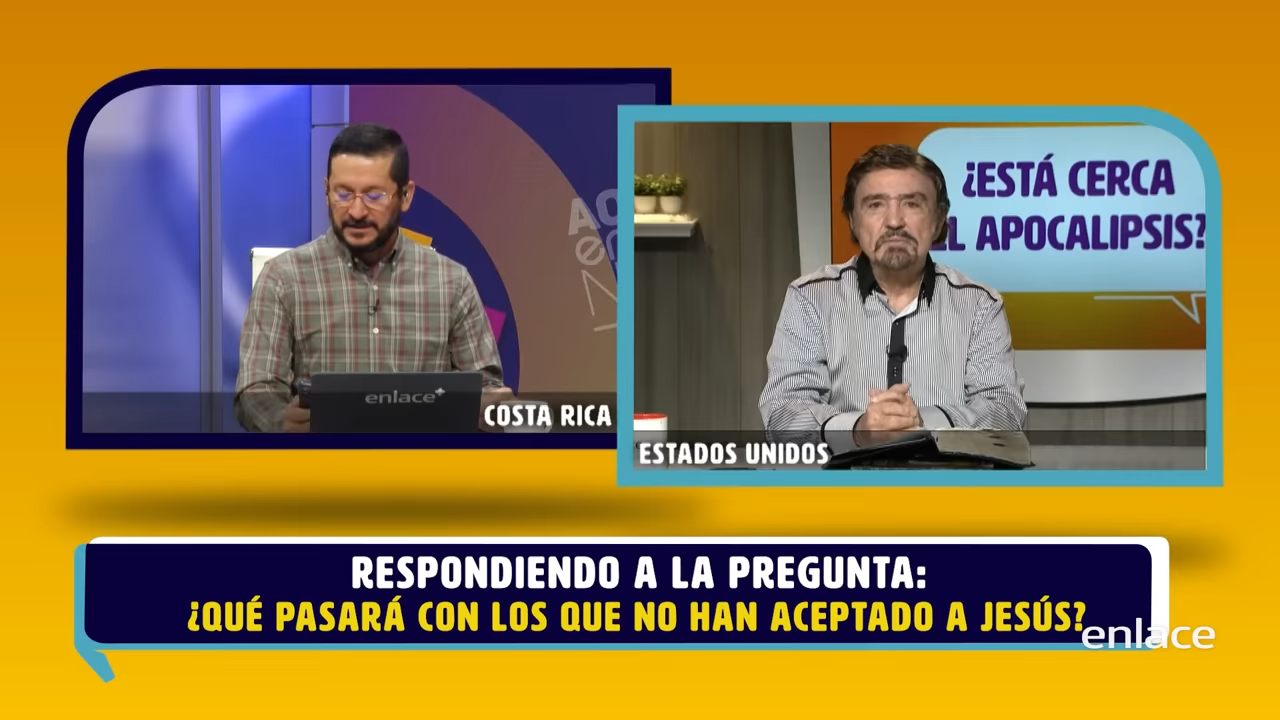 ¿ESTÁ CERCA
EL APOCALIPSIS?
enlace
COSTA RICA
ESTADOS UNIDOS
RESPONDIENDO A LA PREGUNTA:
¿QUÉ PASARÁ CON LOS QUE NO HAN ACEPTADO A JESÚS?
enlace